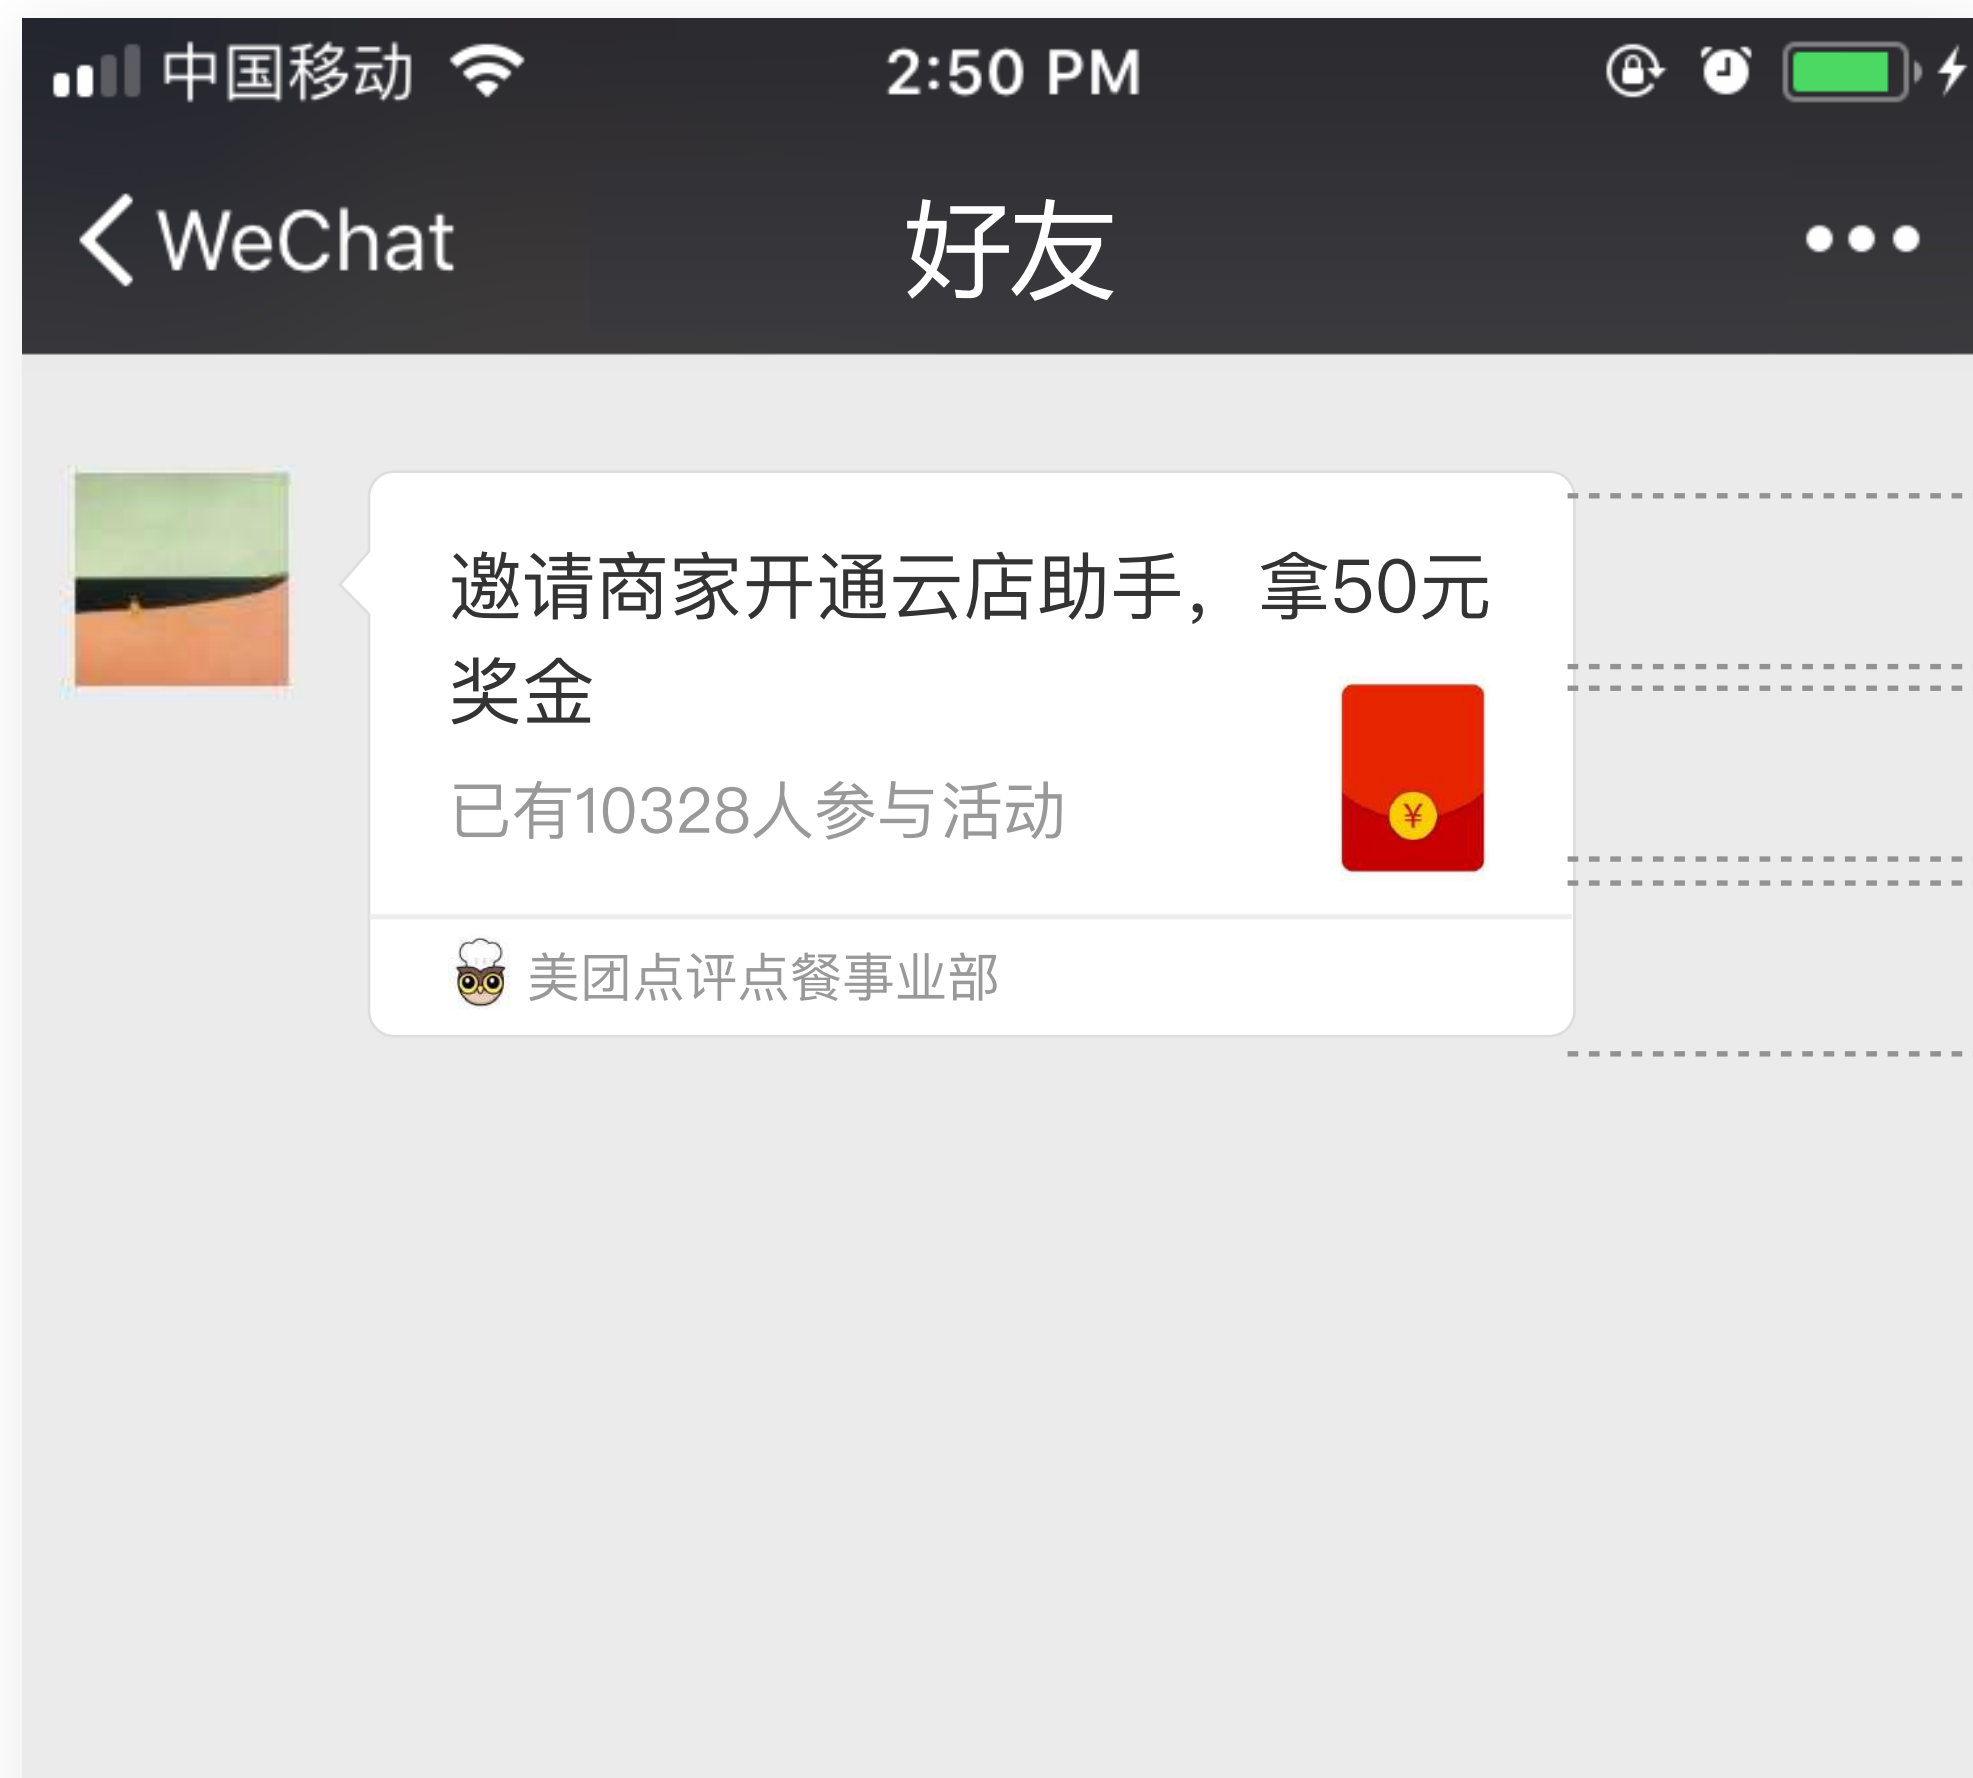 中国移动
2:50 PM
WeChat
好友
邀请商家开通云店助手，拿50元
奖金
已有10328人参与活动
¥
美团点评点餐事业部